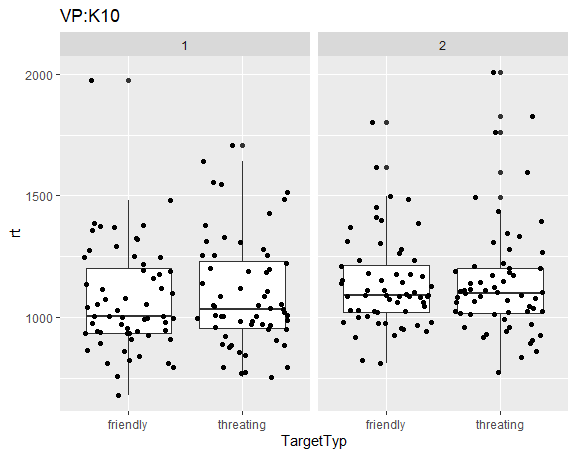 VP:K10
1
2
2000
1500
1000
rt
friendly
threating
friendly
threating
TargetTyp